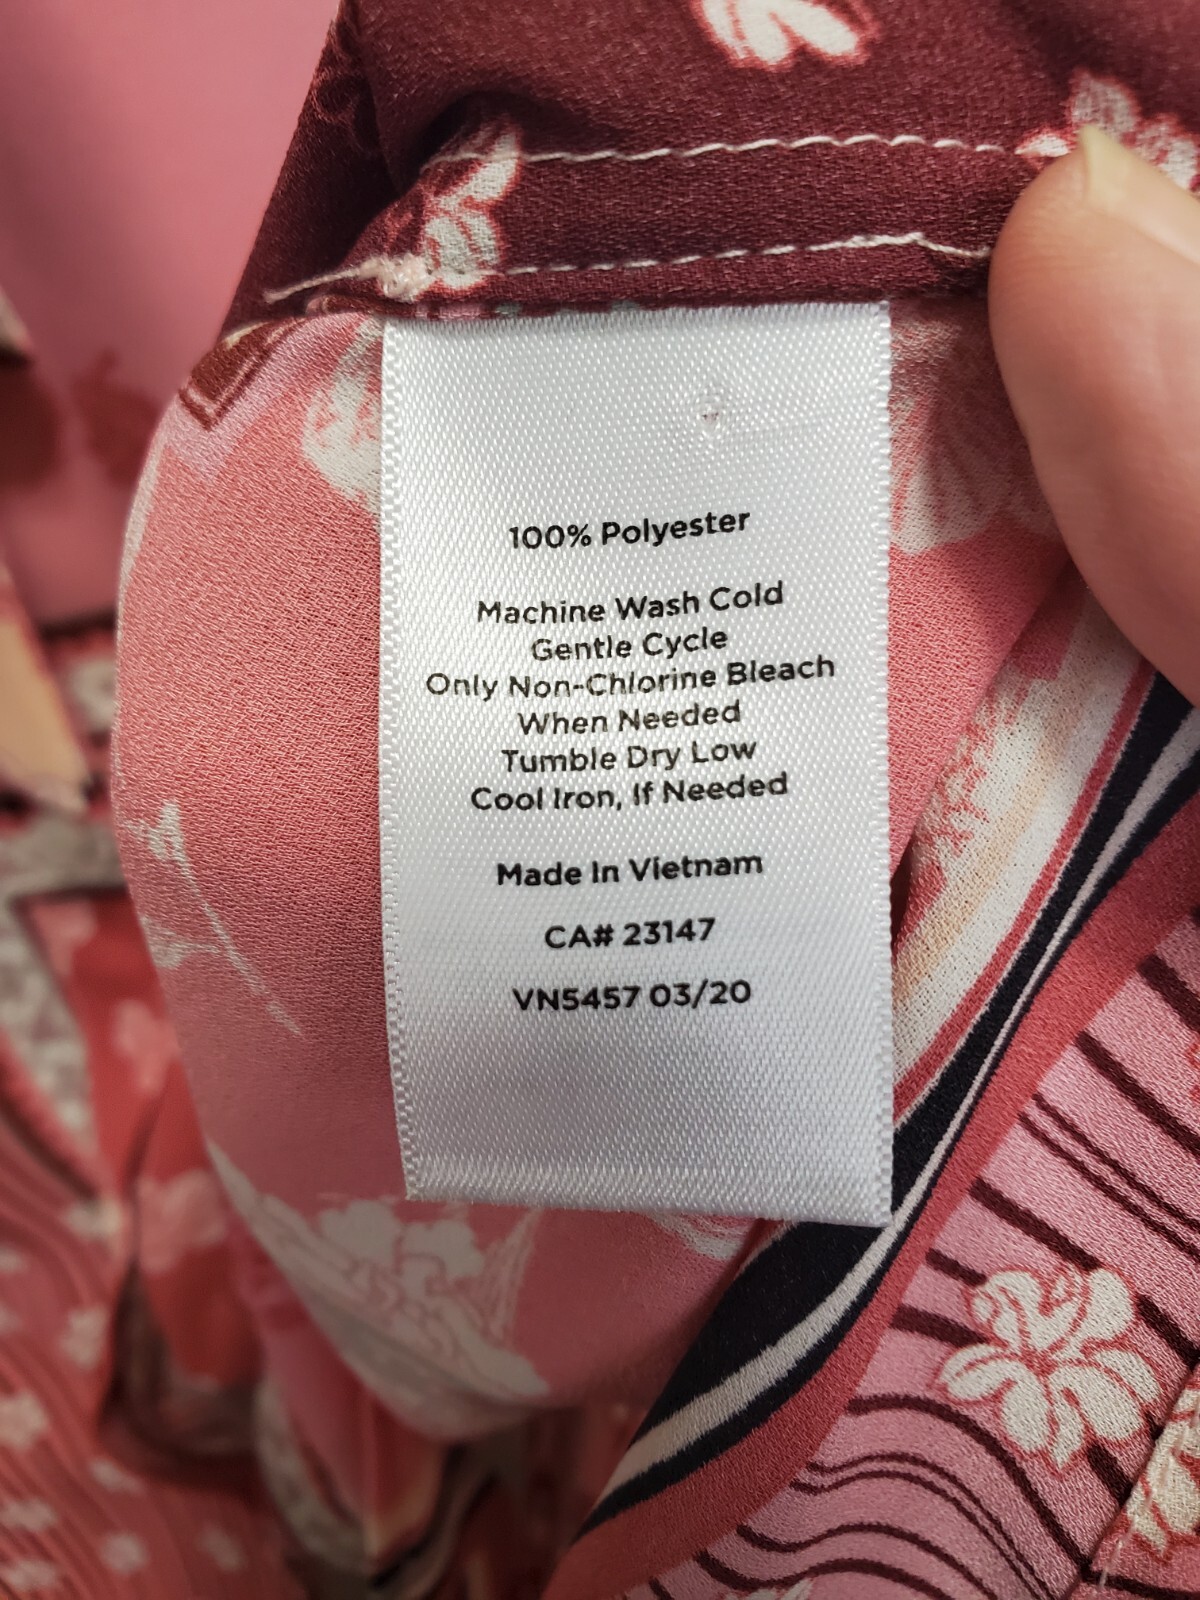 100% Polyester
Machine Wash Cold
Gentle Cycle
Only Non-Chlorine Bleach
When Needed
Tumble Dry Low
Cool Iron, If Needed
Made In Vietnam
CA# 23147
VN5457 03/20